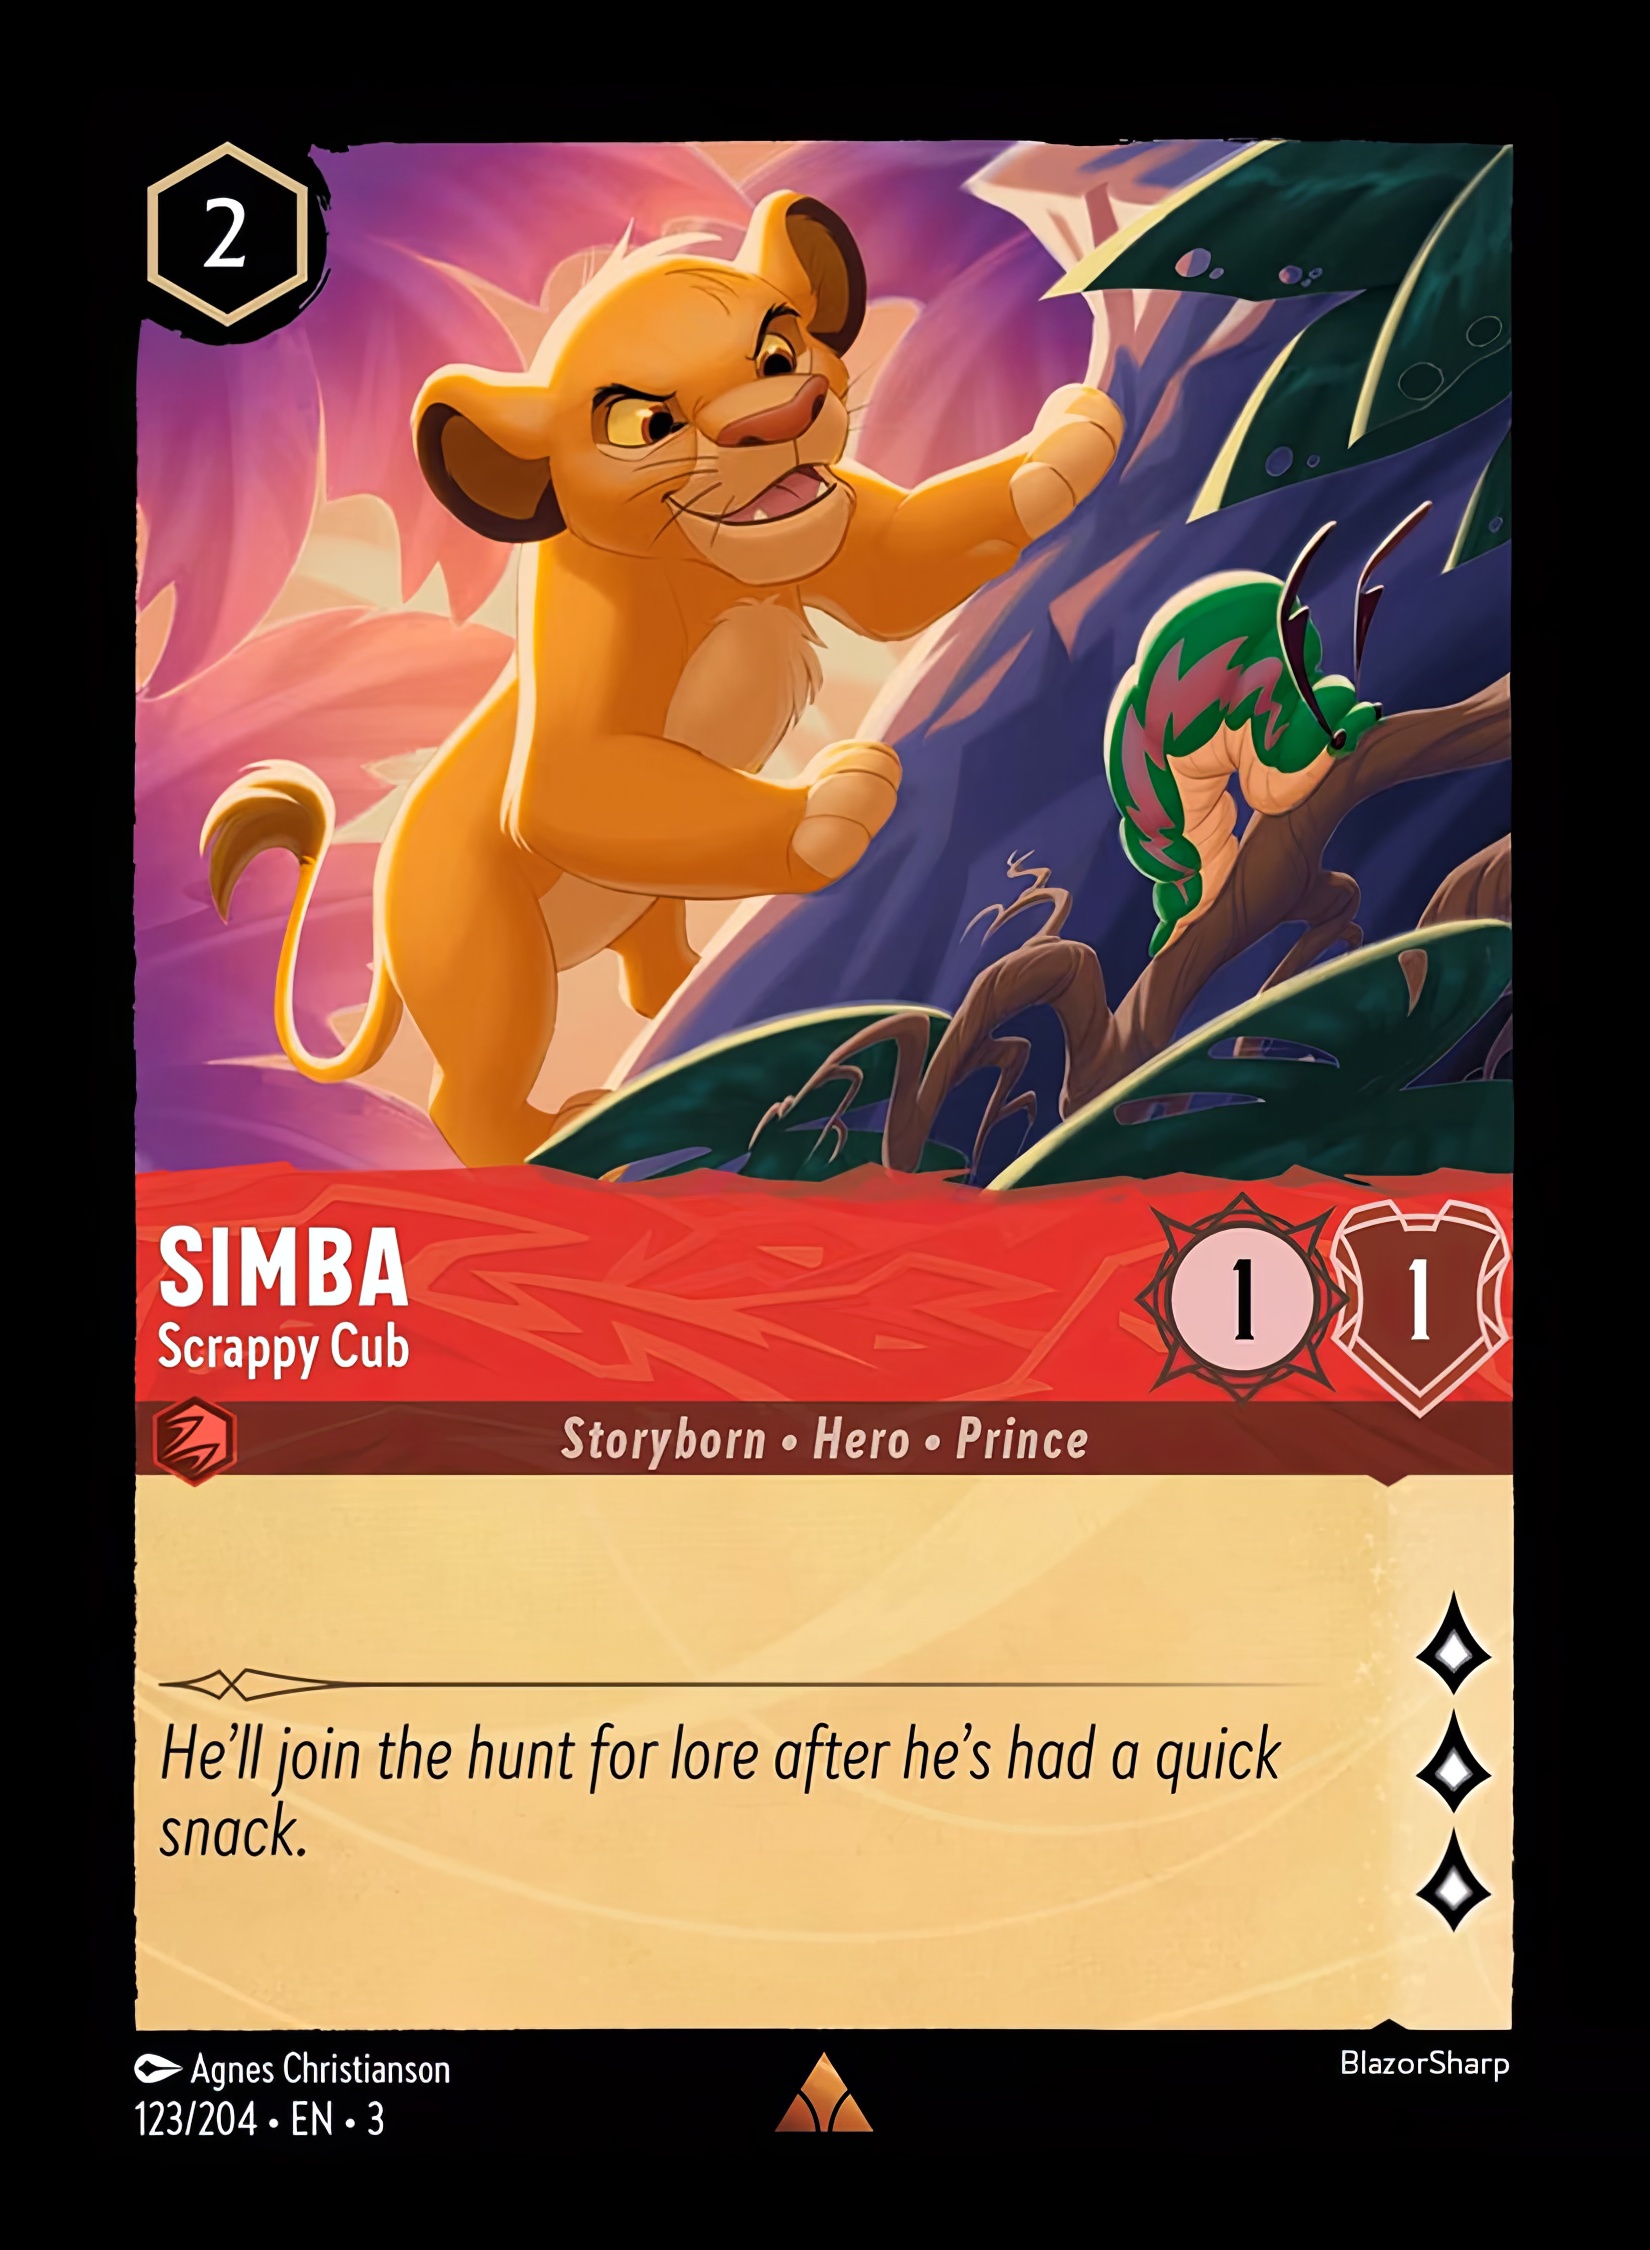 2
SIMBA
Scrappy Cub
1
1
Storyborn • Hero • Prince
He'll join the hunt for lore after he's had a quick
snack.
Agnes Christianson
BlazorSharp
123/204 • EN • 3